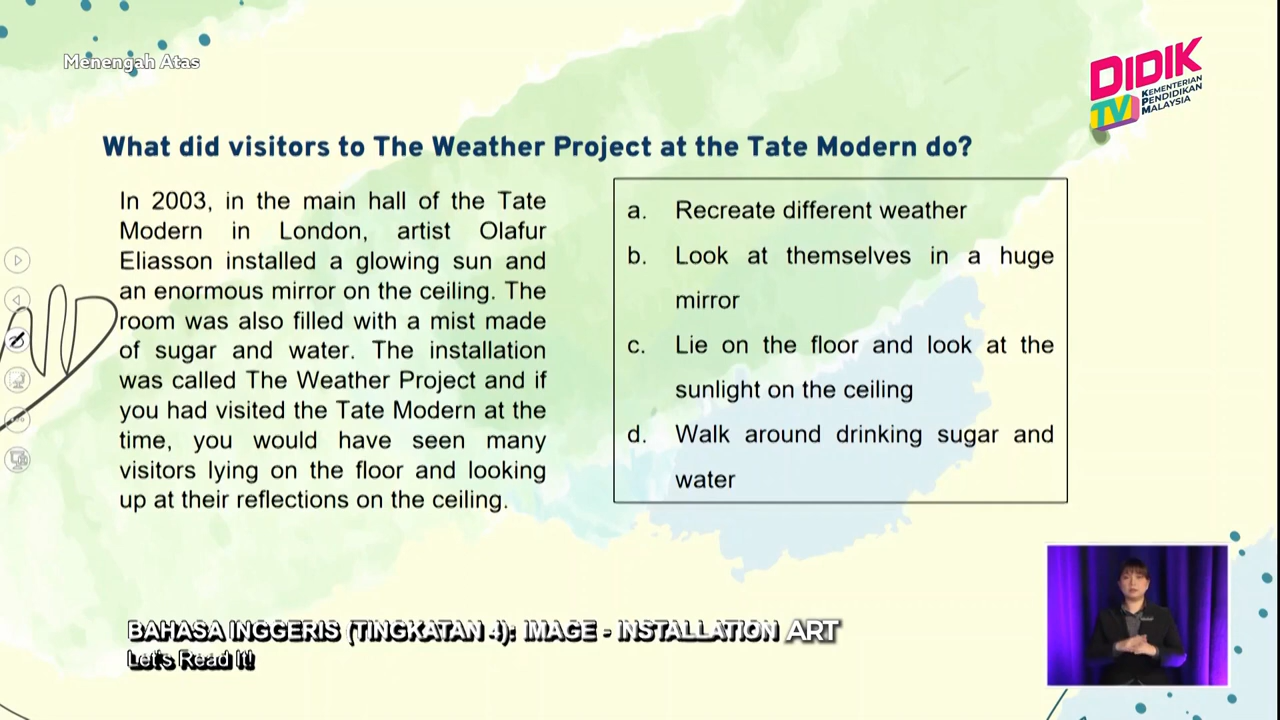 Menengah Atas
DIDIK
TV
KEMENTERIAN
PENDIDIKAN
MALAYSIA
What did visitors to The Weather Project at the Tate Modern do?
In 2003, in the main hall of the Tate
Modern in London, artist Olafur
Eliasson installed a glowing sun and
an enormous mirror on the ceiling. The
room was also filled with a mist made
of sugar and water. The installation
was called The Weather Project and if
you had visited the Tate Modern at the
time, you would have seen many
visitors lying on the floor and looking
up at their reflections on the ceiling.
a. Recreate different weather
b. Look at themselves in a huge
mirror
c. Lie on the floor and look at the
sunlight on the ceiling
d. Walk around drinking sugar and
water
BAHASA INGGERIS (TINGKATAN 4): IMAGE - INSTALLATION ART
Let's Read It!